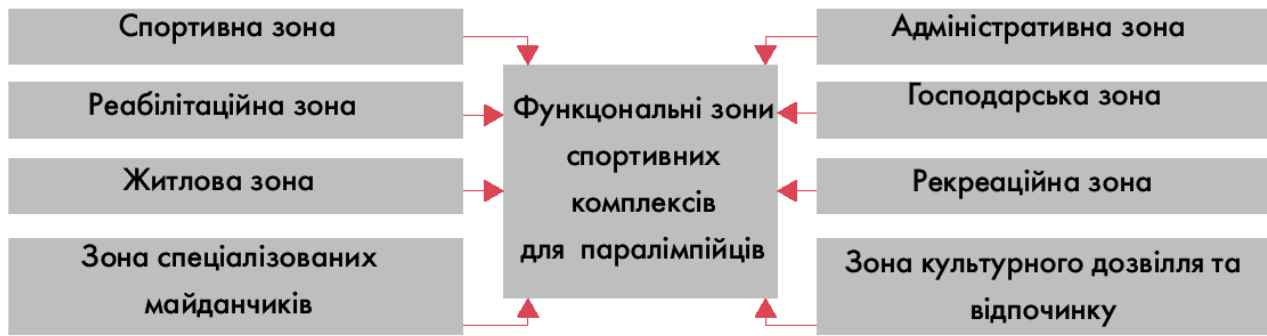 Спортивна зона
Реабілітаційна зона
Житлова зона
Зона спеціалізованих
майданчиків
Функцональні зони
спортивних
комплексів
для паралімпійців
Адміністративна зона
Господарська зона
Рекреаційна зона
Зона культурного дозвілля та
відпочинку